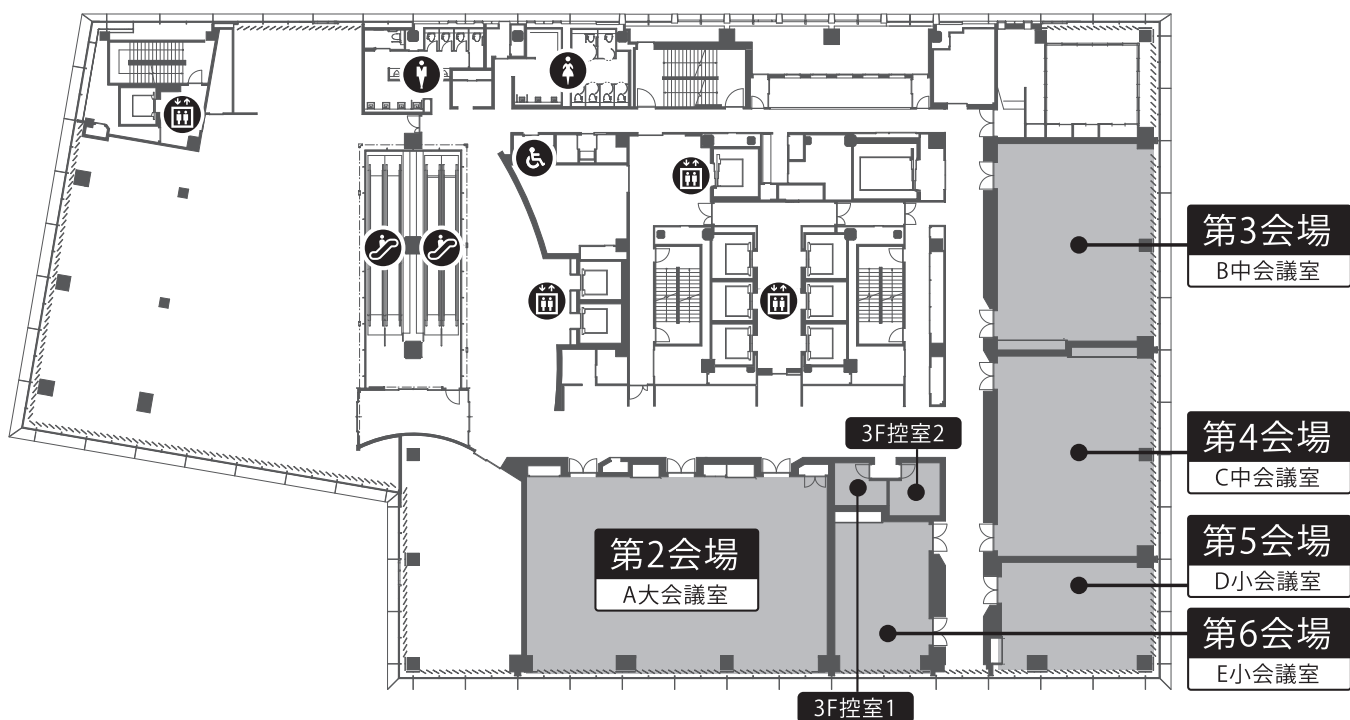 第3会場
B中会議室
3F控室2
第4会場
C中会議室
第2会場
A大会議室
第5会場
D小会議室
第6会場
E小会議室
3F控室1